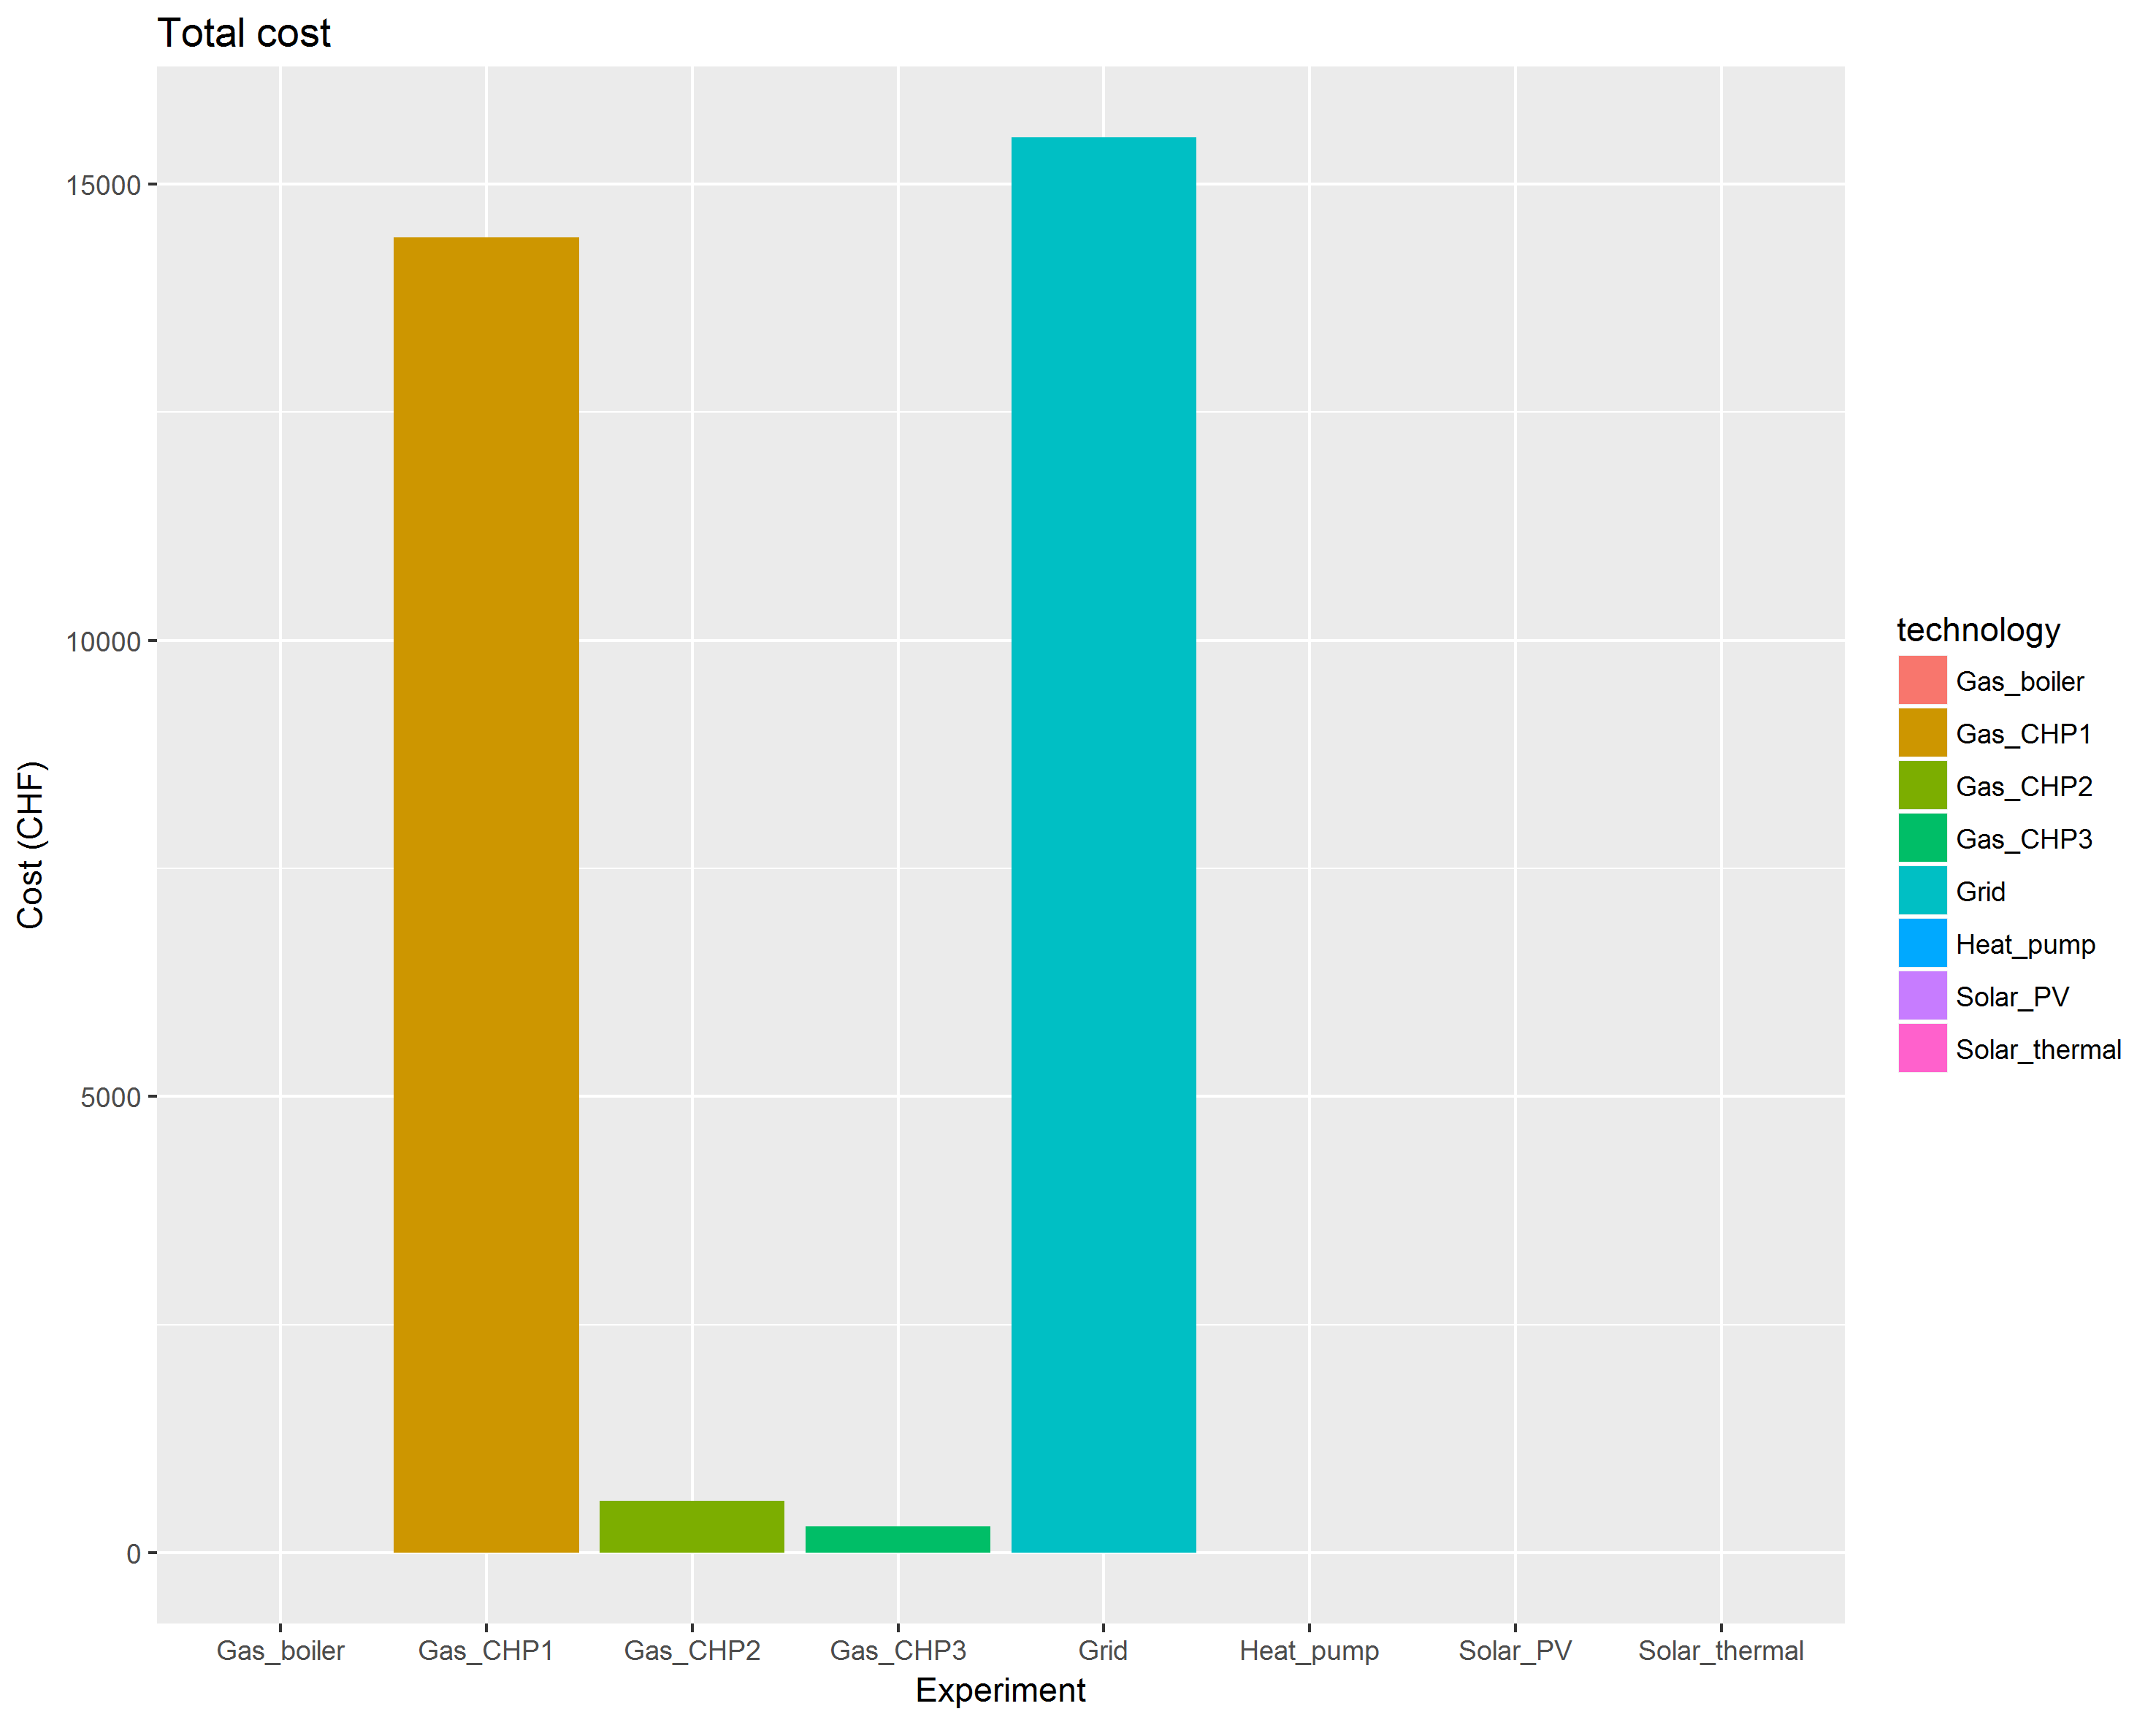 Total cost
15000
10000
5000
0
Cost (CHF)
Gas_boiler Gas_CHP1 Gas_CHP2 Gas_CHP3 Grid Heat_pump Solar_PV Solar_thermal
Experiment
technology
Gas_boiler
Gas_CHP1
Gas_CHP2
Gas_CHP3
Grid
Heat_pump
Solar_PV
Solar_thermal